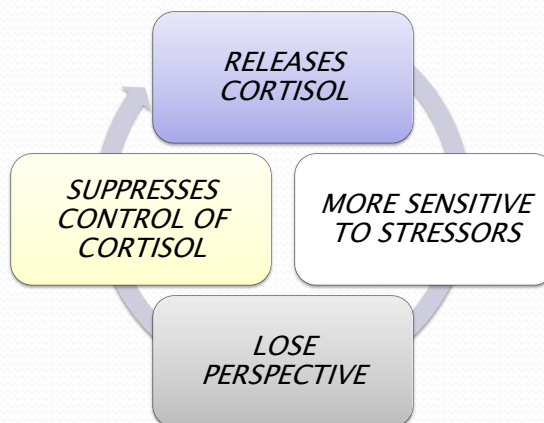 RELEASES
CORTISOL
MORE SENSITIVE
TO STRESSORS
LOSE
PERSPECTIVE
SUPPRESSES
CONTROL OF
CORTISOL